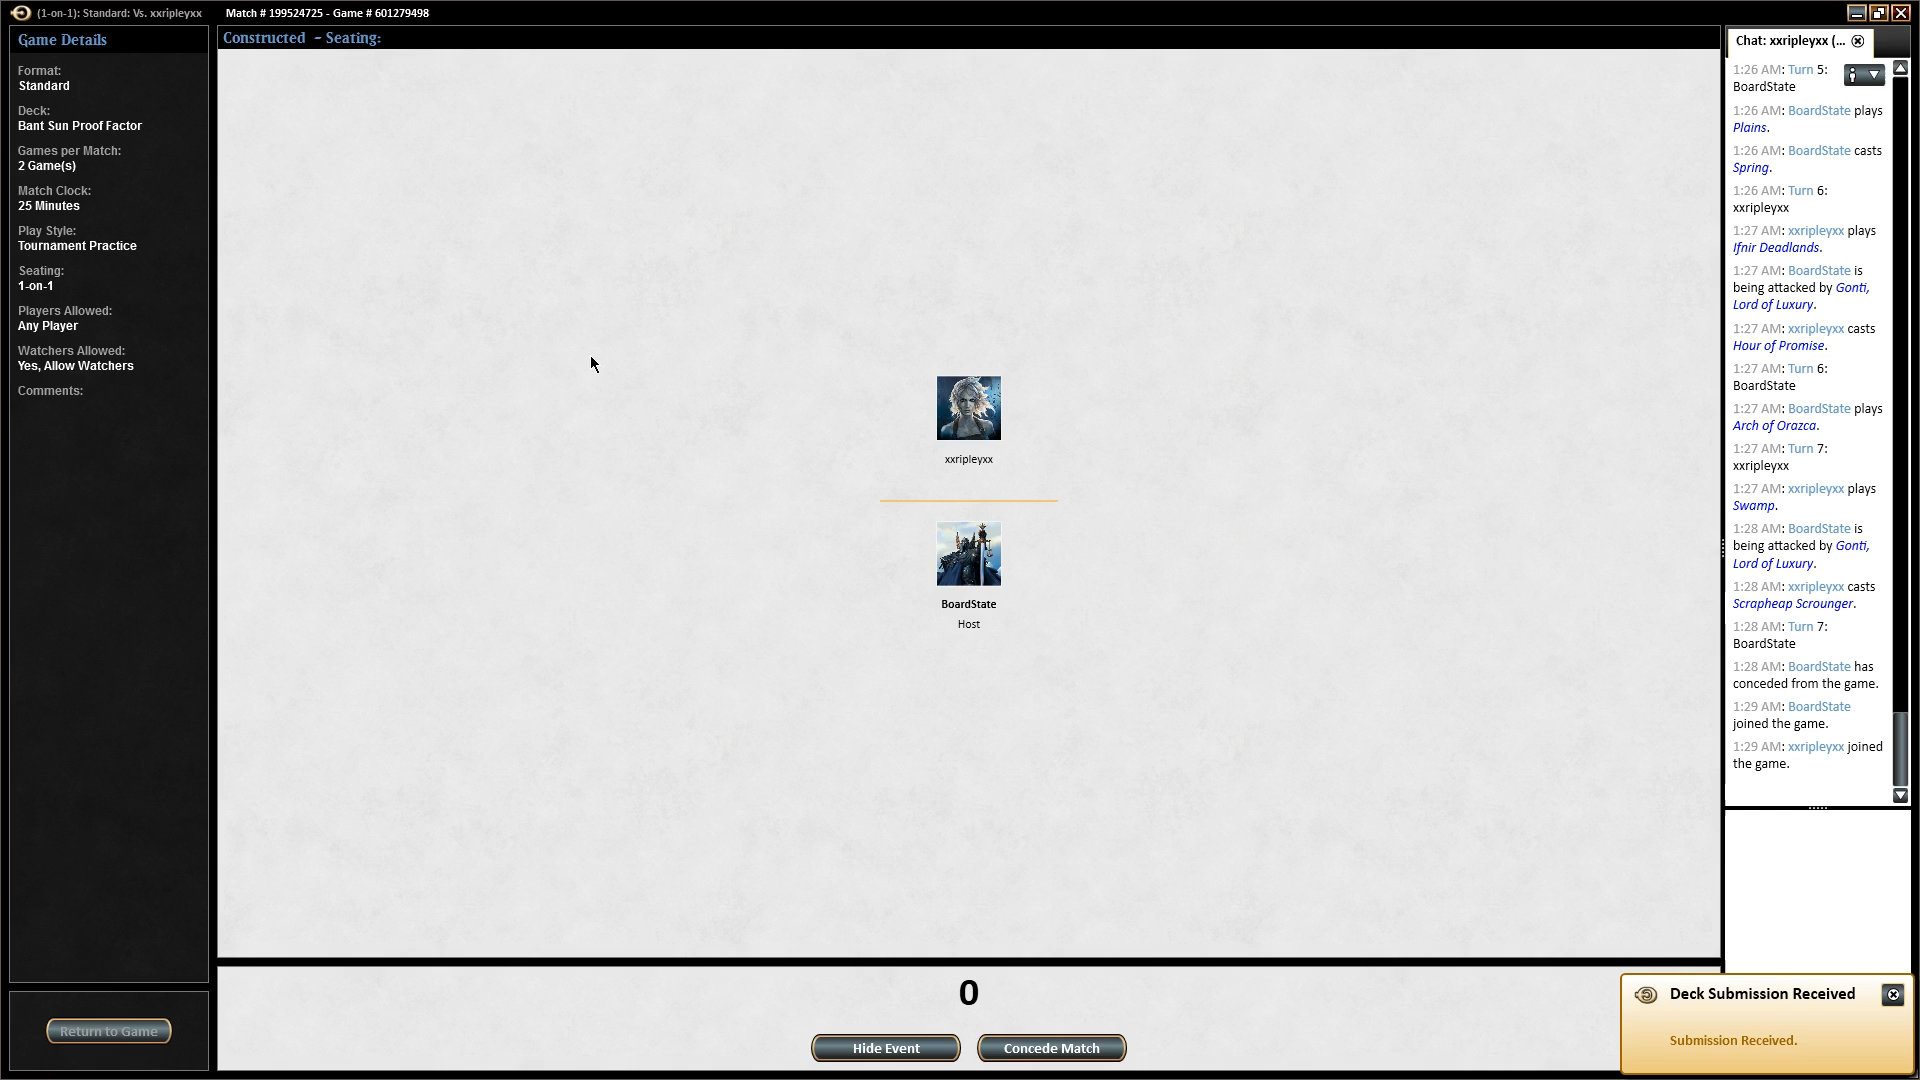 (1-on-1): Standard: Vs. xxripleyxx
Match # 199524725 - Game # 601279498
Game Details
Format:
Standard
Deck:
Bant Sun Proof Factor
Games per Match:
2 Game(s)
Match Clock:
25 Minutes
Play Style:
Tournament Practice
Seating:
1-on-1
Players Allowed:
Any Player
Watchers Allowed:
Yes, Allow Watchers
Comments:
Return to Game
Constructed - Seating:
xxripleyxx
BoardState
Host
0
Hide Event
Concede Match
Chat: xxripleyxx (...
1:26 AM: Turn 5:
BoardState
1:26 AM: BoardState plays
Plains.
1:26 AM: BoardState casts
Spring.
1:26 AM: Turn 6:
xxripleyxx
1:27 AM: xxripleyxx plays
Ifnir Deadlands.
1:27 AM: BoardState is
being attacked by Gonti,
Lord of Luxury.
1:27 AM: xxripleyxx casts
Hour of Promise.
1:27 AM: Turn 6:
BoardState
1:27 AM: BoardState plays
Arch of Orazca.
1:27 AM: Turn 7:
xxripleyxx
1:27 AM: xxripleyxx plays
Swamp.
1:28 AM: BoardState is
being attacked by Gonti,
Lord of Luxury.
1:28 AM: xxripleyxx casts
Scrapheap Scrounger.
1:28 AM: Turn 7:
BoardState
1:28 AM: BoardState has
conceded from the game.
1:29 AM: BoardState
joined the game.
1:29 AM: xxripleyxx joined
the game.
Deck Submission Received
Submission Received.